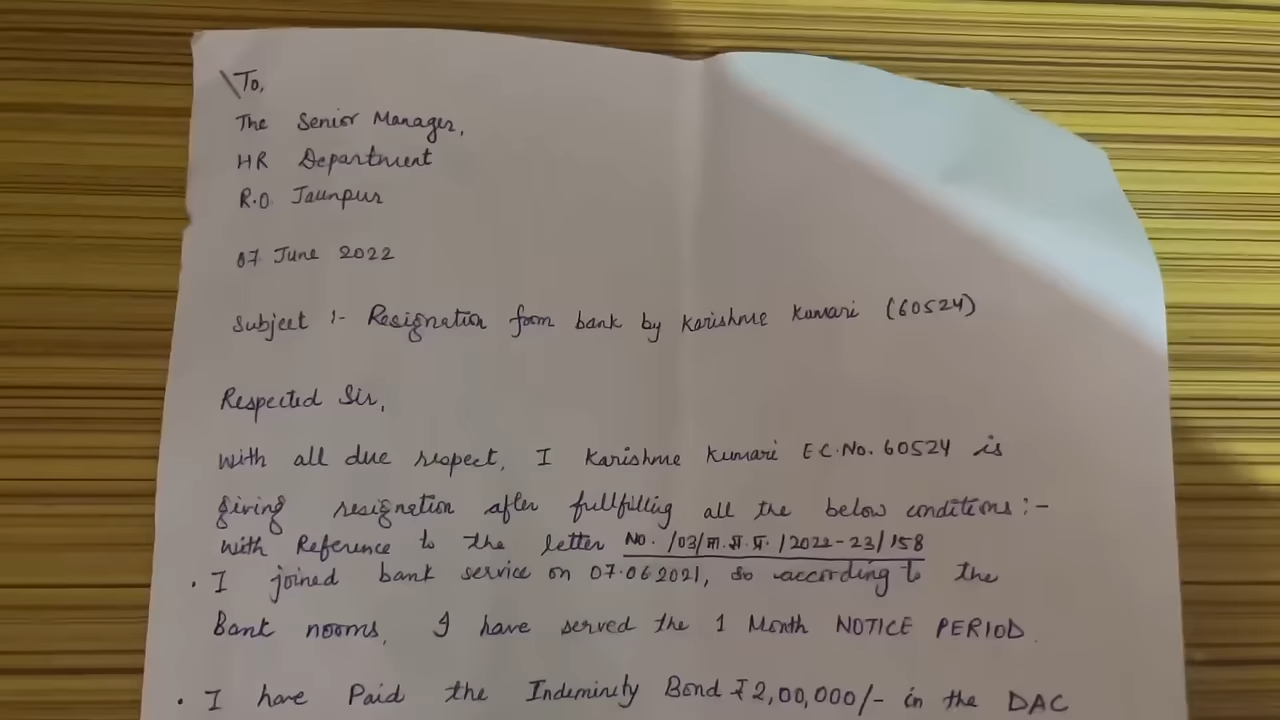 To,
The Senior Manager,
HR Department
R.O. Jaunpur
07 June 2022
Subject :- Resignation from bank by Karishma Kumari (60524)
Respected Sir,
With all due respect, I Karishma Kumari E.C.No. 60524 is
giving resignation after fullfilling all the below conditions:-
With Reference to the letter No. /03/मा.सं.प्र. /2022-23/158
• I joined bank service on 07.06.2021, so according to the
Bank norms, I have served the 1 Month NOTICE PERIOD.
• I have Paid the Indeminity Bond ₹2,00,000/- in the DAC